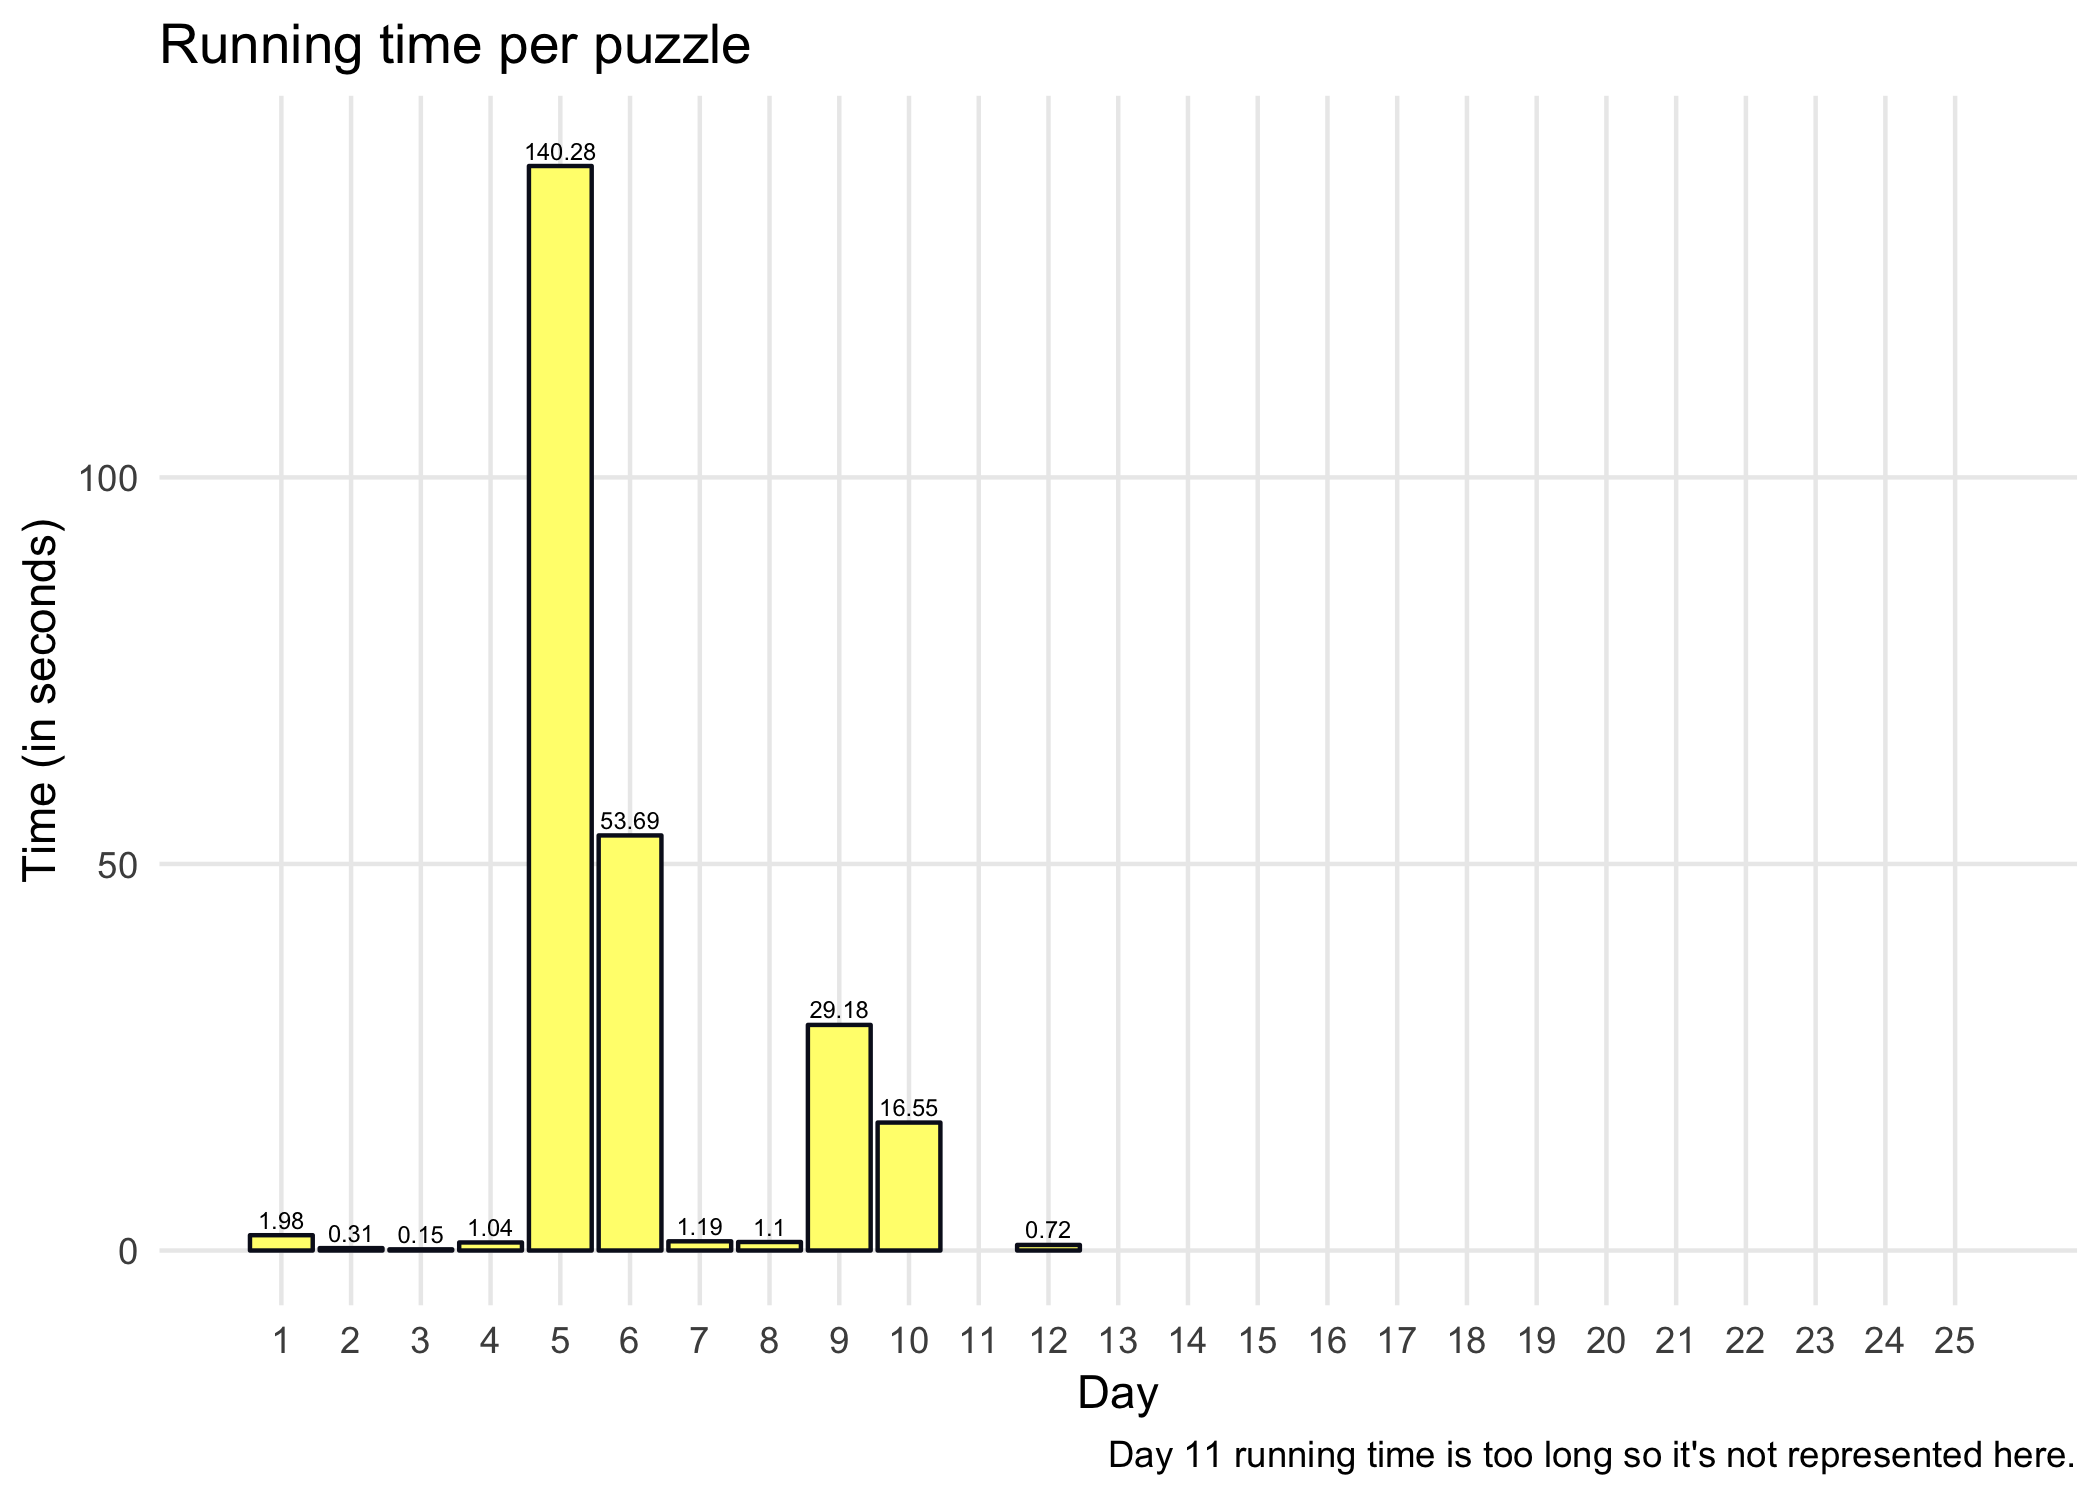 Running time per puzzle
140.28
100
53.69
50
29.18
16.55
1.98
0.31
0.15
1.04
1.19
1.1
0.72
0
Time (in seconds)
1 2 3 4 5 6 7 8 9 10 11 12 13 14 15 16 17 18 19 20 21 22 23 24 25
Day
Day 11 running time is too long so it's not represented here.